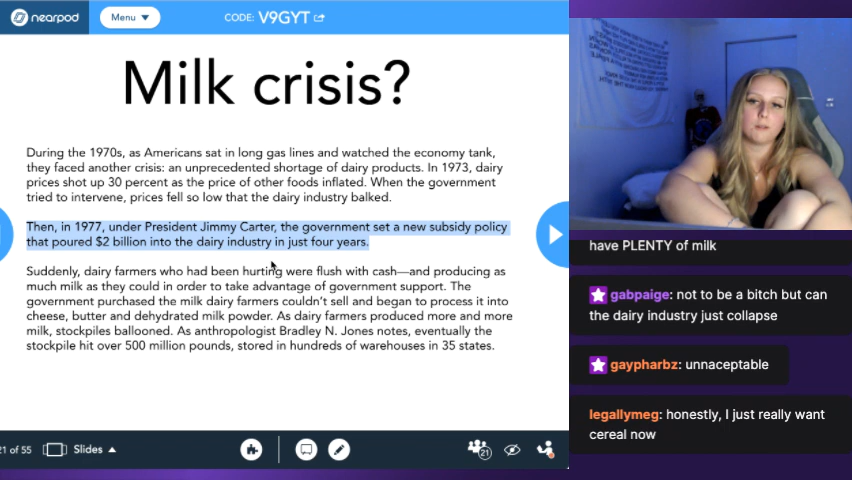 nearpod
Menu
CODE: V9GYT
Milk crisis?
During the 1970s, as Americans sat in long gas lines and watched the economy tank,
they faced another crisis: an unprecedented shortage of dairy products. In 1973, dairy
prices shot up 30 percent as the price of other foods inflated. When the government
tried to intervene, prices fell so low that the dairy industry balked.
Then, in 1977, under President Jimmy Carter, the government set a new subsidy policy
that poured $2 billion into the dairy industry in just four years.
Suddenly, dairy farmers who had been hurting were flush with cash—and producing as
much milk as they could in order to take advantage of government support. The
government purchased the milk dairy farmers couldn't sell and began to process it into
cheese, butter and dehydrated milk powder. As dairy farmers produced more and more
milk, stockpiles ballooned. As anthropologist Bradley N. Jones notes, eventually the
stockpile hit over 500 million pounds, stored in hundreds of warehouses in 35 states.
21 of 55
Slides
21
have PLENTY of milk
gabpaige: not to be a bitch but can
the dairy industry just collapse
gaypharbz: unnaceptable
legallymeg: honestly, I just really want
cereal now